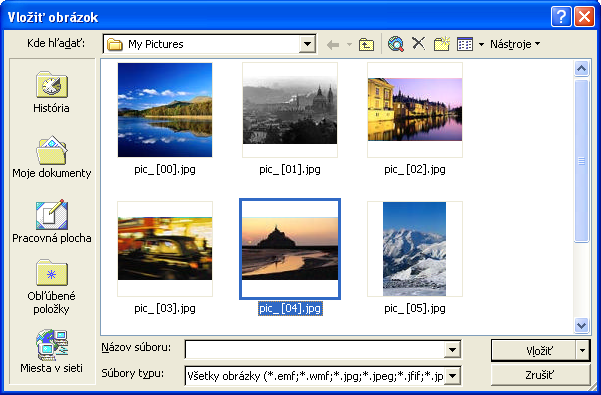 Vložiť obrázok
Kde hľadať:
My Pictures
Nástroje
História
Moje dokumenty
Pracovná plocha
Obľúbené
položky
Miesta v sieti
pic_[00].jpg
pic_[01].jpg
pic_[02].jpg
pic_[03].jpg
pic_[04].jpg
pic_[05].jpg
Názov súboru:
Vložiť
Súbory typu:
Všetky obrázky (*.emf;*.wmf;*.jpg;*.jpeg;*.jfif;*.jp
Zrušiť